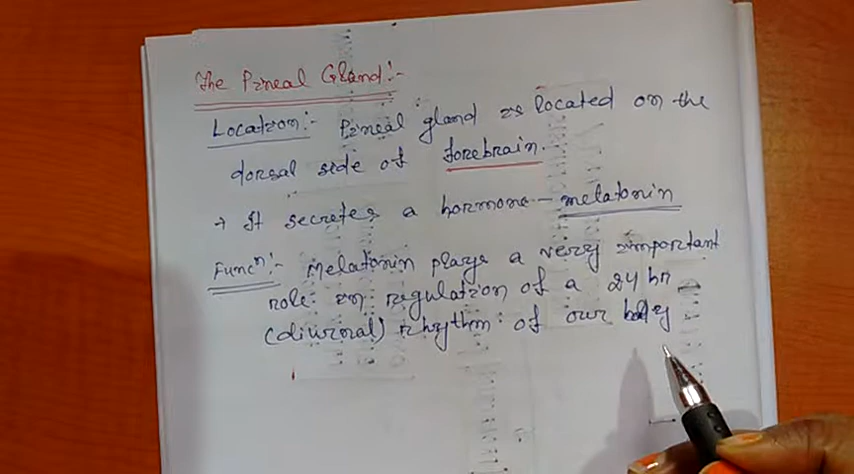 The Pineal Gland:-
Location:- Pineal gland is located on the
dorsal side of forebrain.
→ It secretes a hormone - melatonin
Funcⁿ:- Melatonin plays a very important
role in regulation of a 24 hr
(diurnal) rhythm of our body